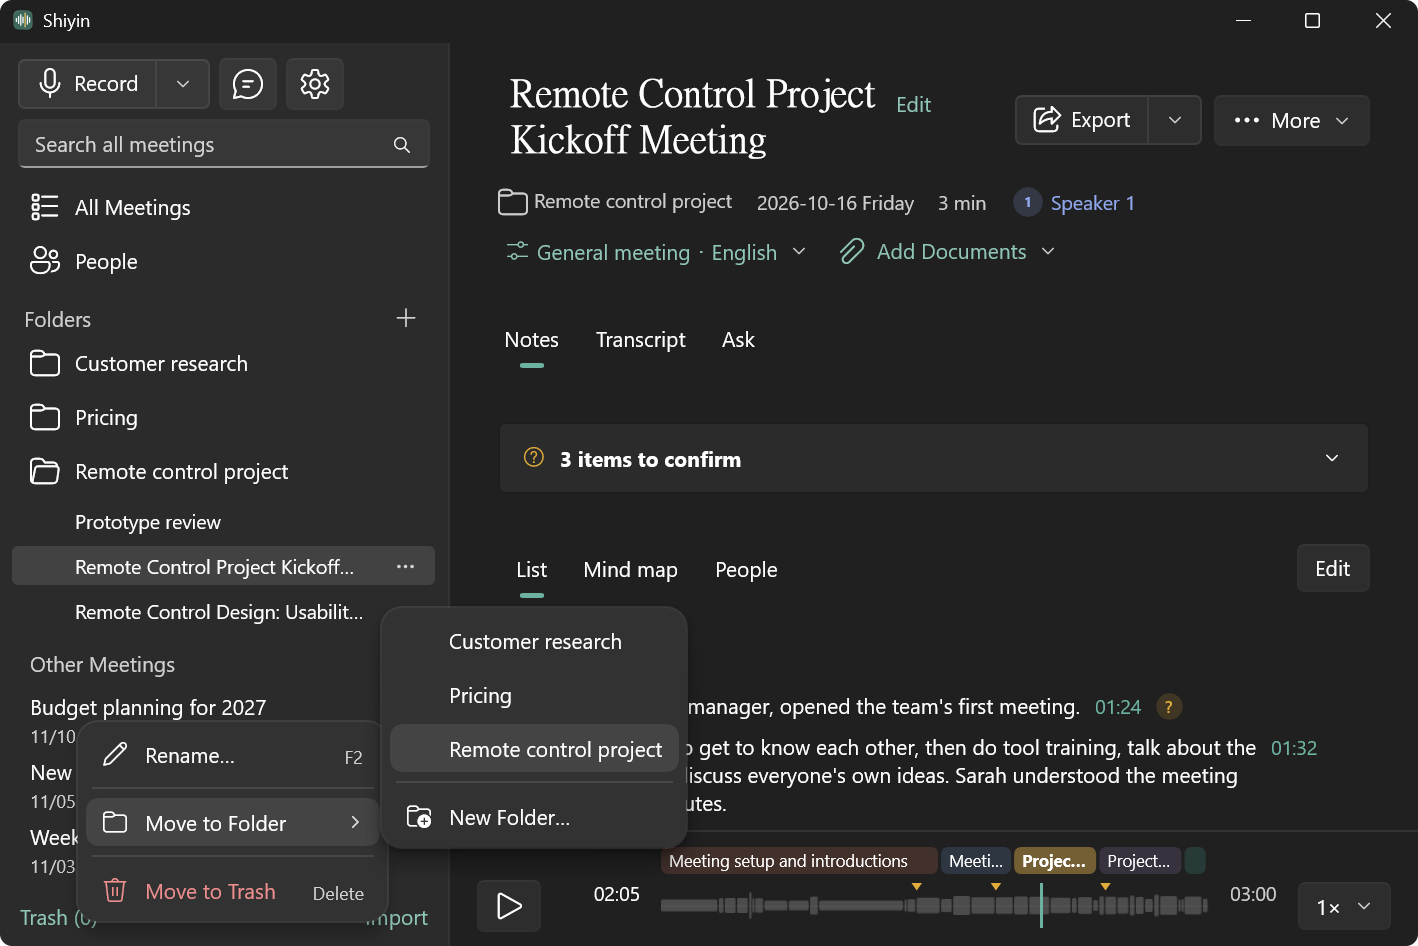 Shiyin
Record
Search all meetings
All Meetings
People
Folders
Customer research
Pricing
Remote control project
Prototype review
Remote Control Project Kickoff...
Remote Control Design: Usabilit...
Other Meetings
Budget planning for 2027
11/10
New
11/05
Week
11/03
Trash (0)
Import
Rename... F2
Move to Folder
Move to Trash Delete
Customer research
Pricing
Remote control project
New Folder...
Remote Control Project
Kickoff Meeting
Edit
Export
More
Remote control project 2026-10-16 Friday 3 min 1 Speaker 1
General meeting · English Add Documents
Notes Transcript Ask
3 items to confirm
List Mind map People Edit
manager, opened the team's first meeting. 01:24 ?
get to know each other, then do tool training, talk about the 01:32
discuss everyone's own ideas. Sarah understood the meeting
Meeting setup and introductions Meeti... Projec... Project...
02:05 03:00 1×